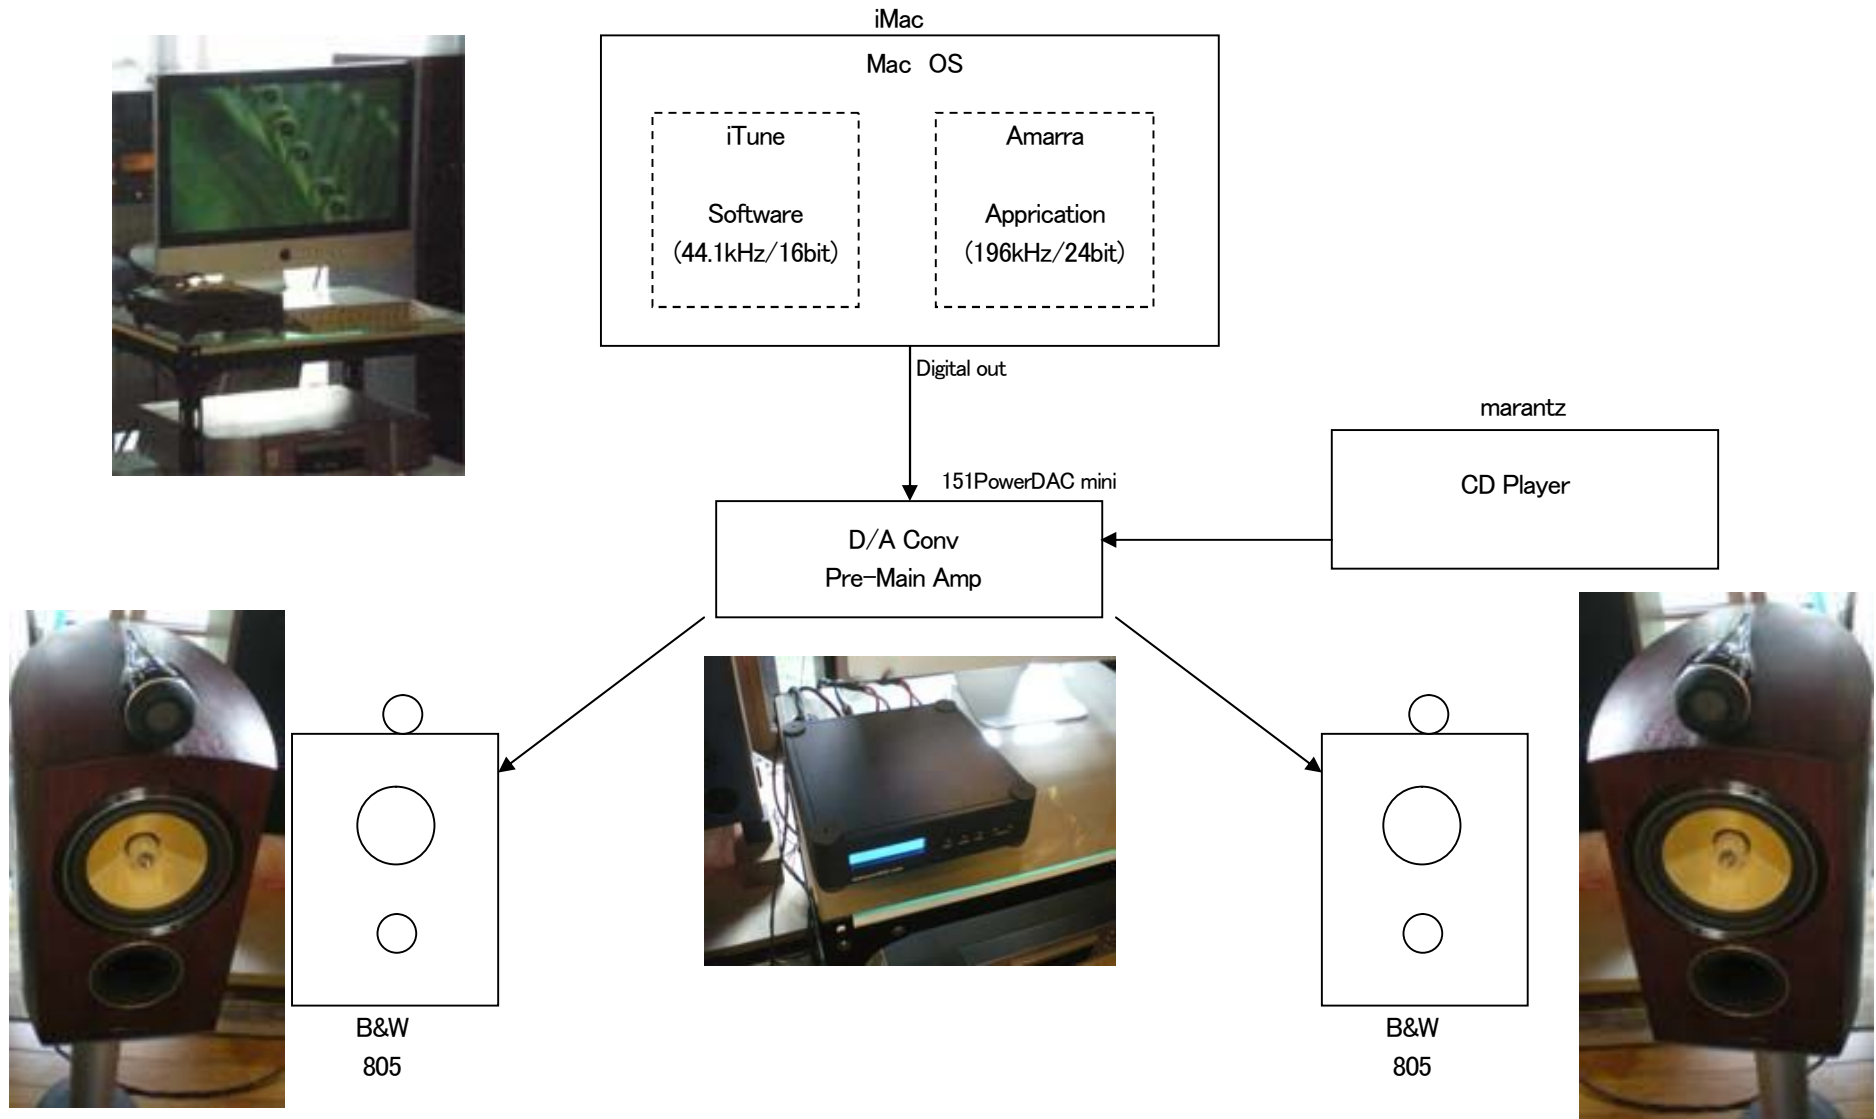 iMac
Mac OS
iTune
Amarra
Software
(44.1kHz/16bit)
Apprication
(196kHz/24bit)
Digital out
marantz
CD Player
151PowerDAC mini
D/A Conv
Pre-Main Amp
B&W
805
B&W
805